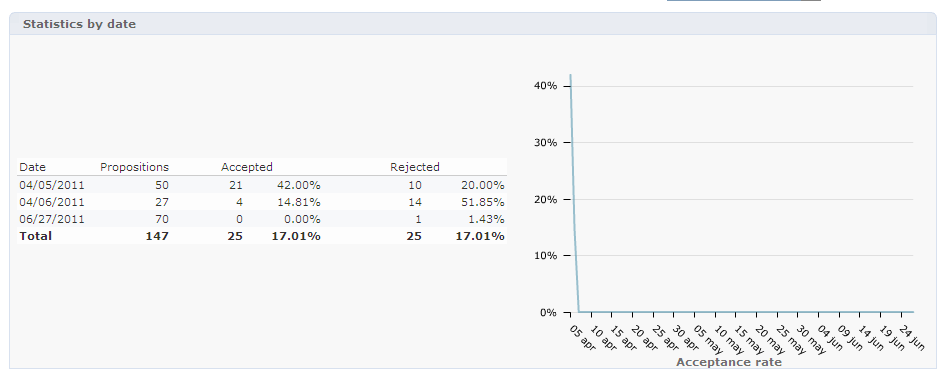 Statistics by date
Date Propositions Accepted Rejected
04/05/2011 50 21 42.00% 10 20.00%
04/06/2011 27 4 14.81% 14 51.85%
06/27/2011 70 0 0.00% 1 1.43%
Total 147 25 17.01% 25 17.01%
40%
30%
20%
10%
0%
05 apr 10 apr 15 apr 20 apr 25 apr 30 apr 05 may 10 may 15 may 20 may 25 may 30 may 04 jun 09 jun 14 jun 19 jun 24 jun
Acceptance rate